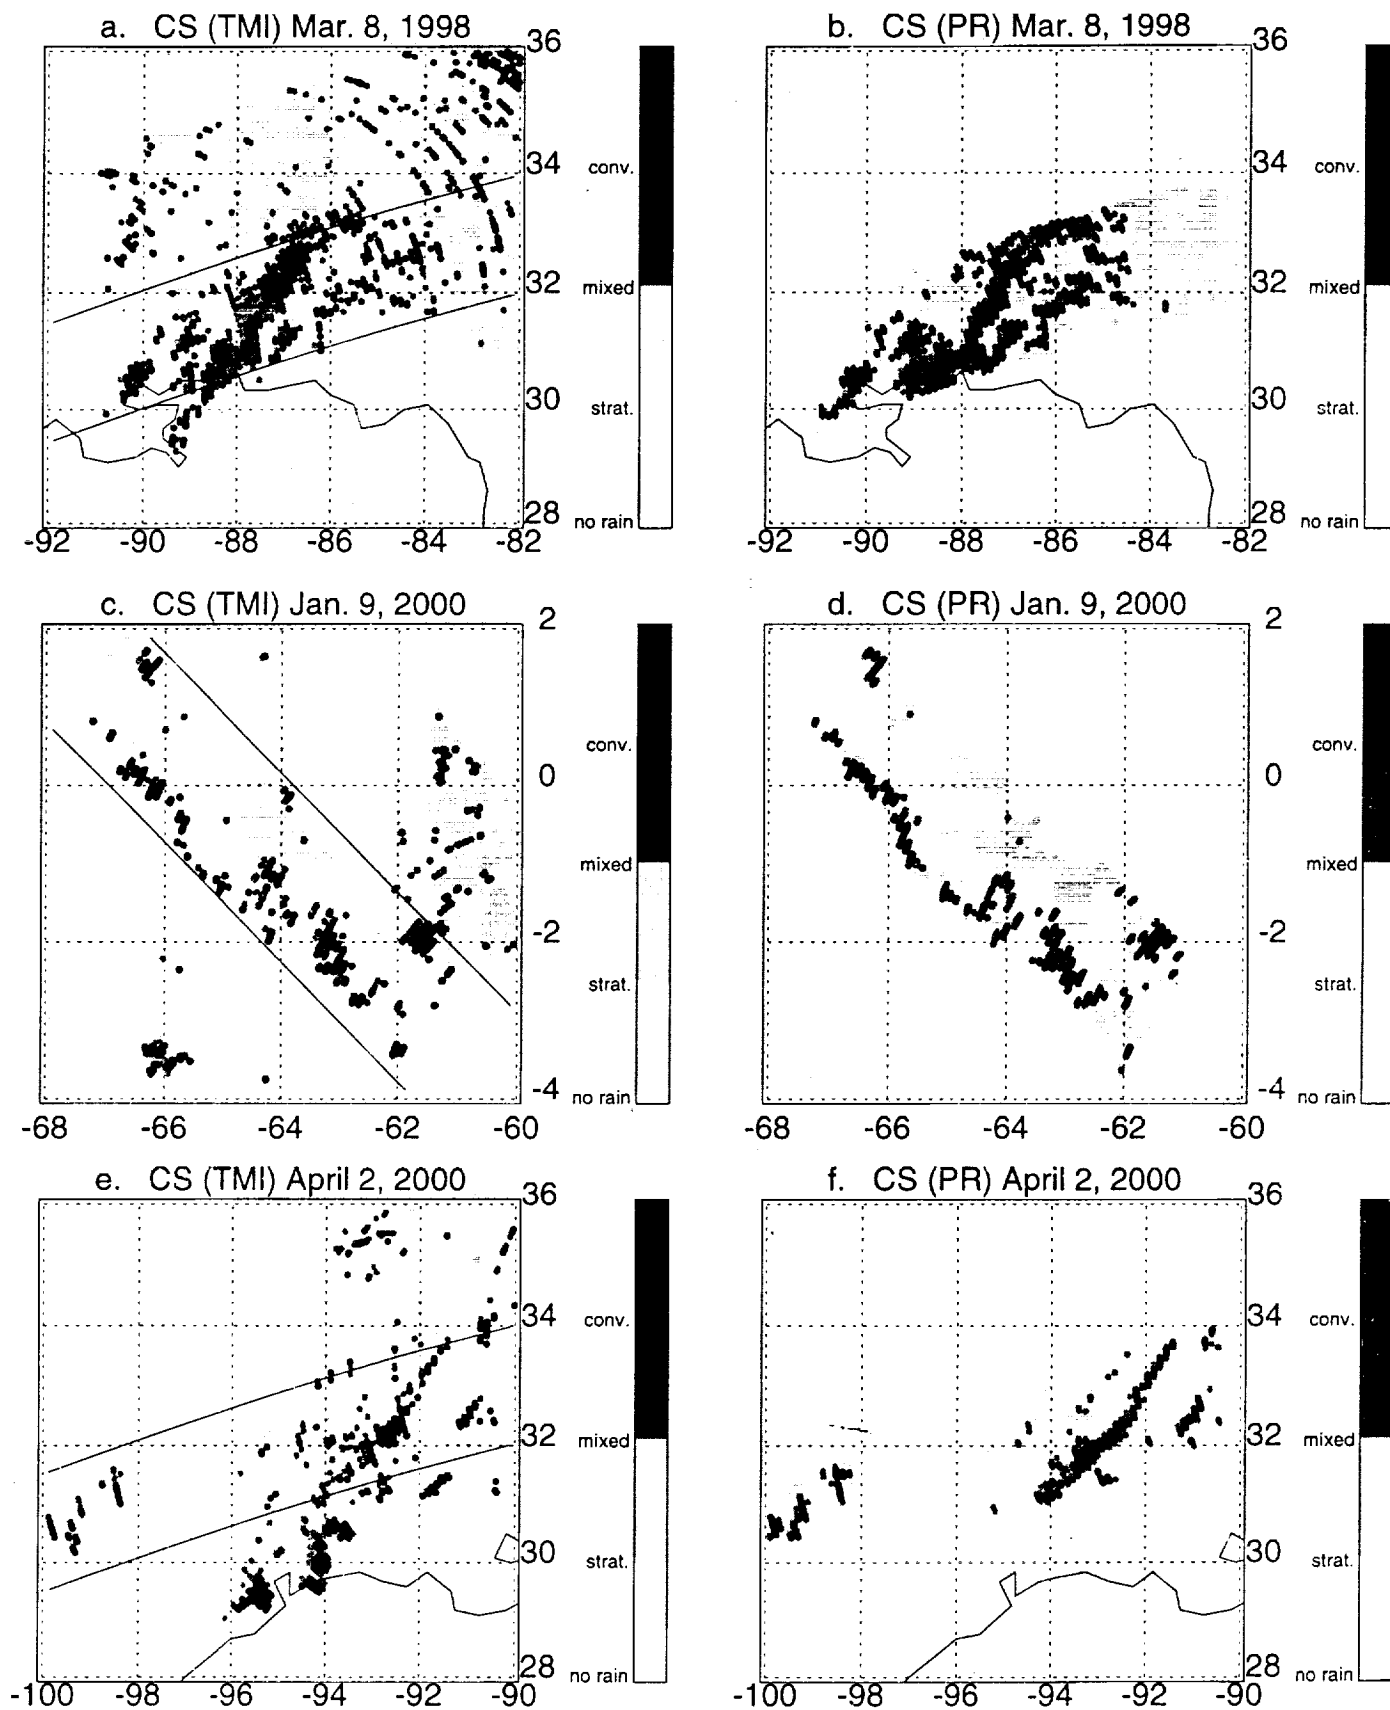 a. CS (TMI) Mar. 8, 1998
36
conv.
34
mixed
32
strat.
30
no rain
28
-92 -90 -88 -86 -84 -82
b. CS (PR) Mar. 8, 1998
36
conv.
34
mixed
32
strat.
30
no rain
28
-92 -90 -88 -86 -84 -82
c. CS (TMI) Jan. 9, 2000
2
conv.
0
mixed
-2
strat.
-4
no rain
-68 -66 -64 -62 -60
d. CS (PR) Jan. 9, 2000
2
conv.
0
mixed
-2
strat.
-4
no rain
-68 -66 -64 -62 -60
e. CS (TMI) April 2, 2000
36
conv.
34
mixed
32
strat.
30
no rain
28
-100 -98 -96 -94 -92 -90
f. CS (PR) April 2, 2000
36
conv.
34
mixed
32
strat.
30
no rain
28
-100 -98 -96 -94 -92 -90